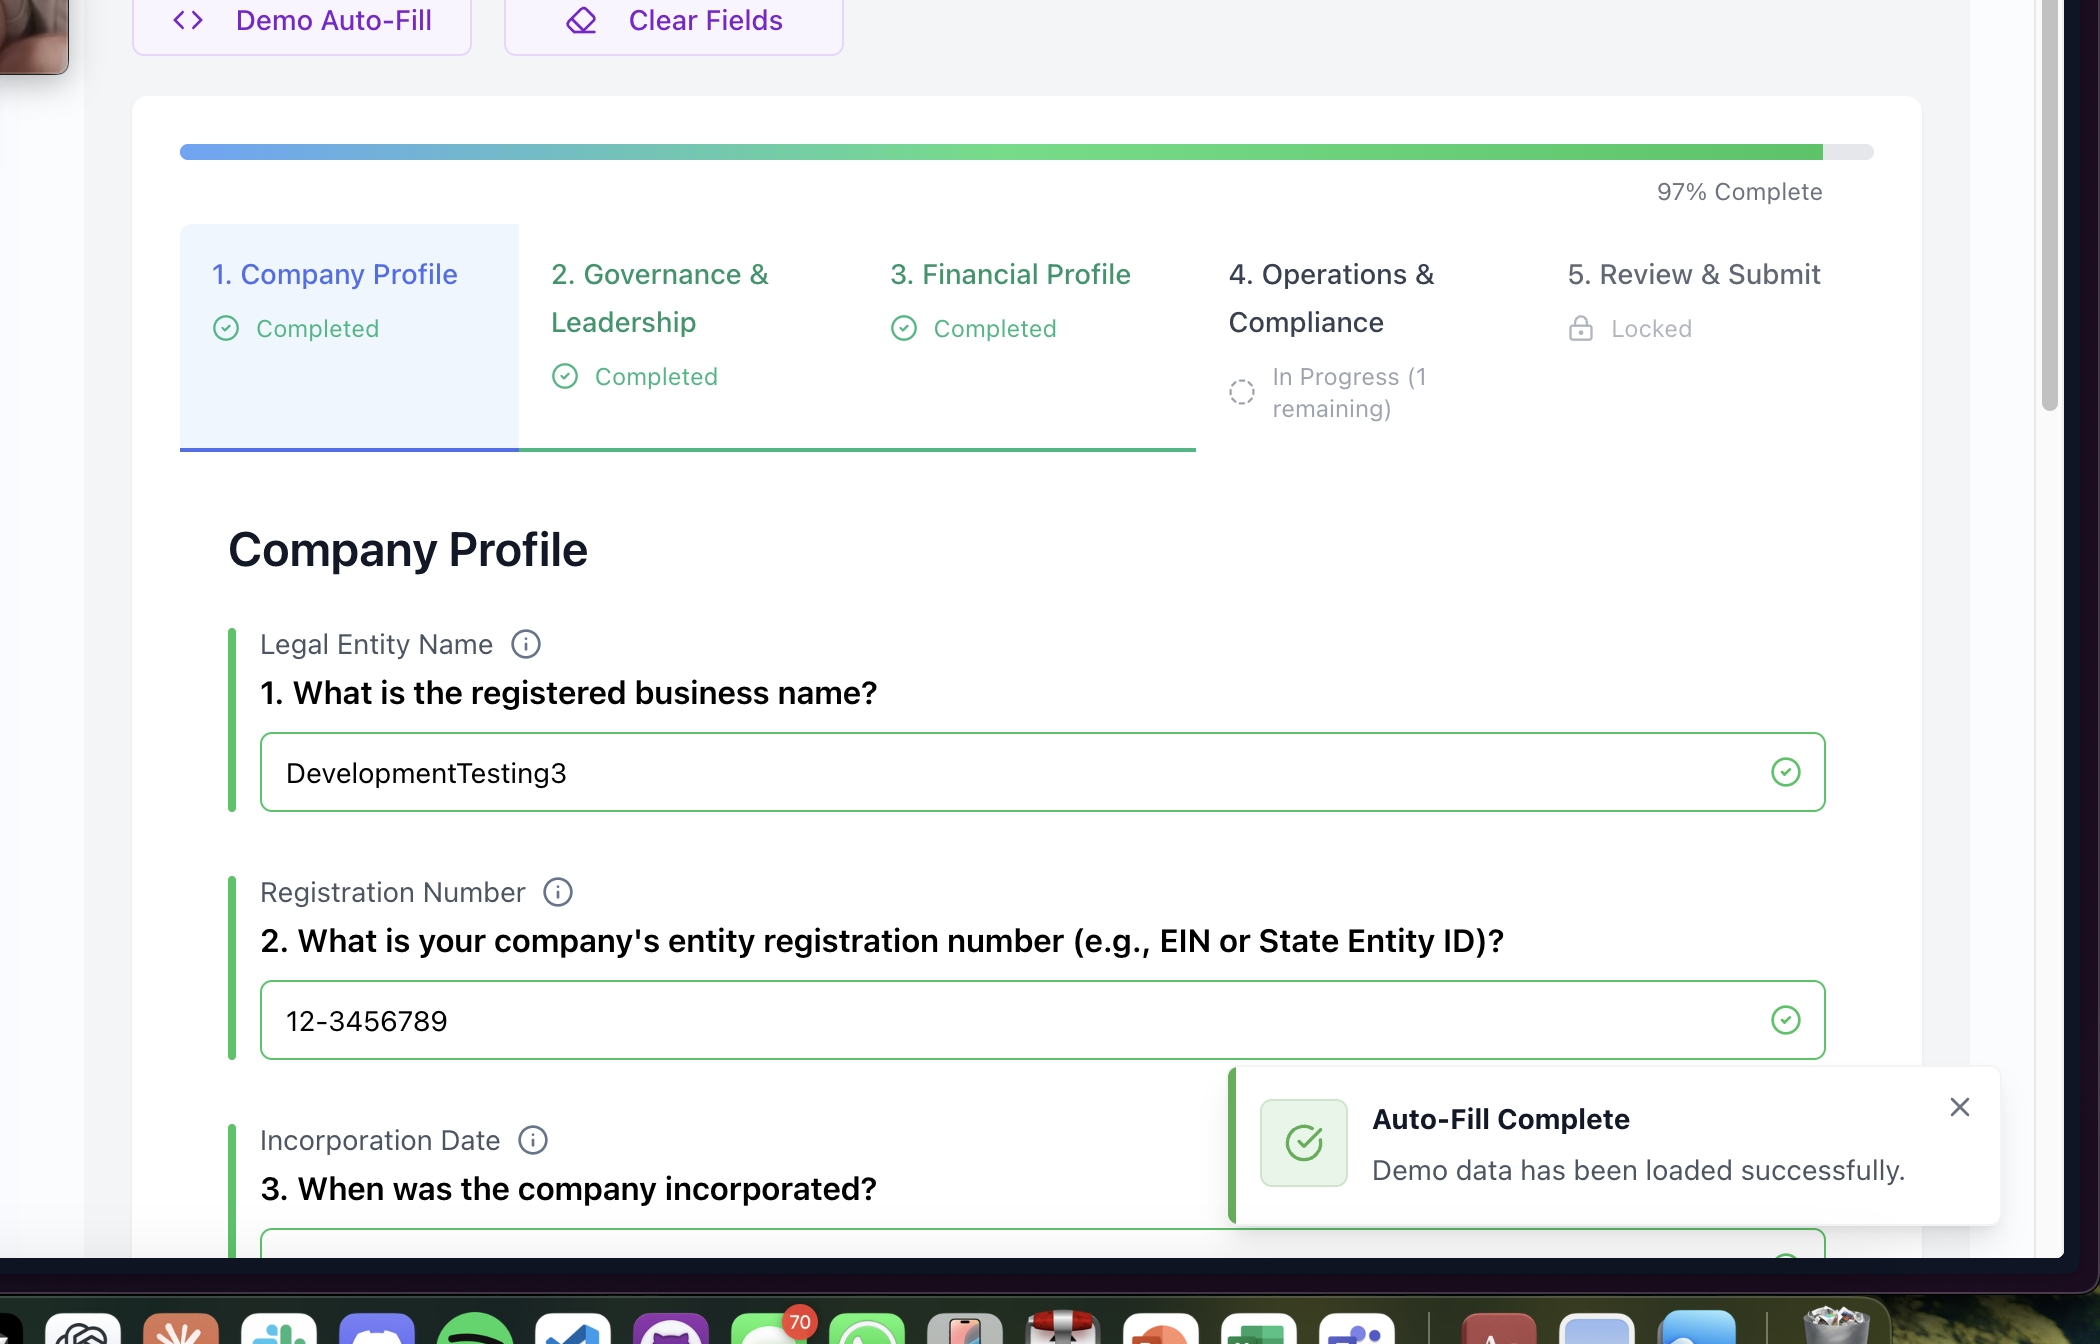 Demo Auto-Fill
Clear Fields
97% Complete
1. Company Profile
Completed
2. Governance &
Leadership
Completed
3. Financial Profile
Completed
4. Operations &
Compliance
In Progress (1
remaining)
5. Review & Submit
Locked
Company Profile
Legal Entity Name
1. What is the registered business name?
DevelopmentTesting3
Registration Number
2. What is your company's entity registration number (e.g., EIN or State Entity ID)?
12-3456789
Incorporation Date
3. When was the company incorporated?
Auto-Fill Complete
Demo data has been loaded successfully.
70